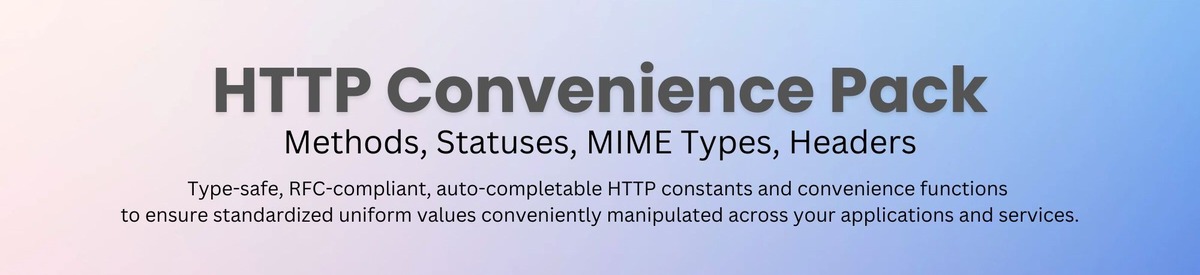 HTTP Convenience Pack
Methods, Statuses, MIME Types, Headers
Type-safe, RFC-compliant, auto-completable HTTP constants and convenience functions
to ensure standardized uniform values conveniently manipulated across your applications and services.